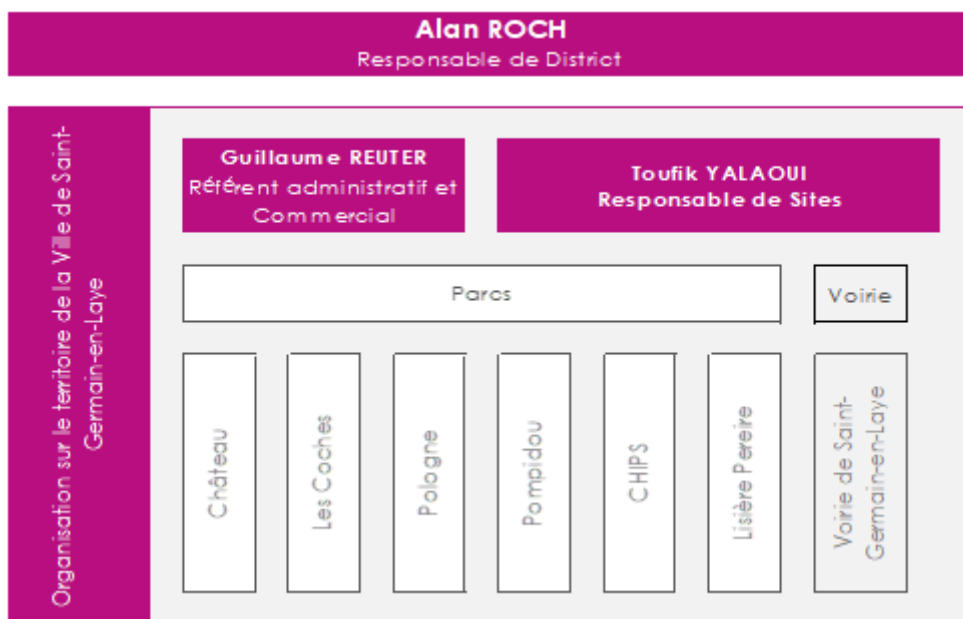 Alan ROCH
Responsable de District
Organisation sur le territoire de la Ville de Saint-
Germain-en-Laye
Guillaume REUTER
Référent administratif et
Commercial
Toufik YALAOUI
Responsable de Sites
Parcs
Voirie
Château
Les Coches
Pologne
Pompidou
CHIPS
Lisière Pereire
Voirie de Saint-
Germain-en-Laye